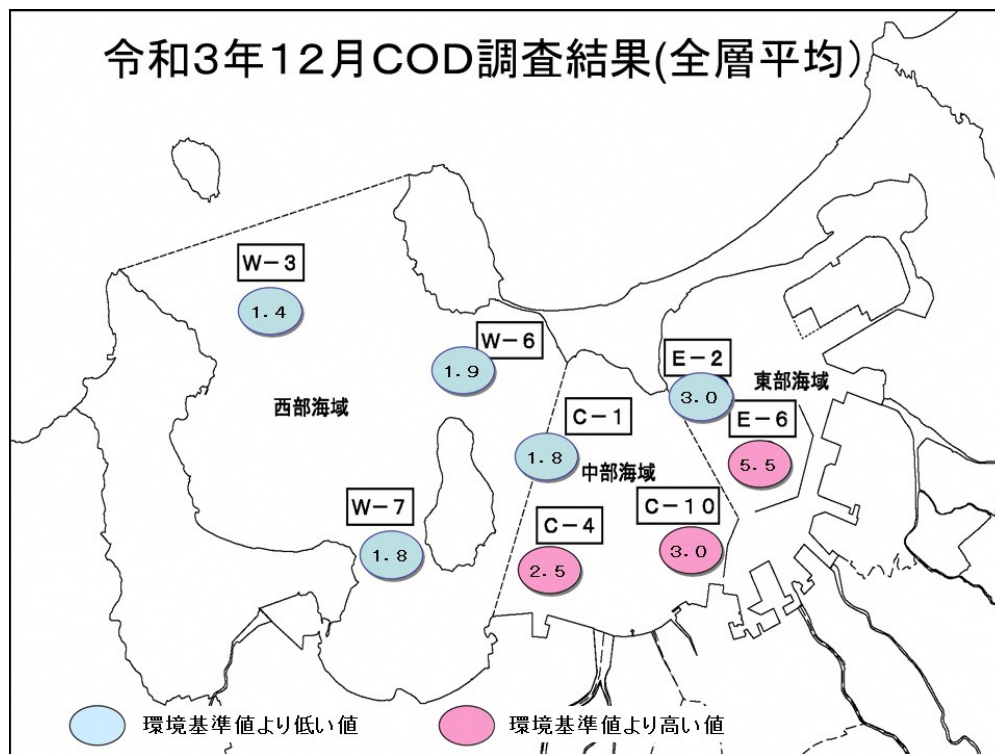 令和3年12月COD調査結果(全層平均)
W-3
1.4
W-6
1.9
E-2
3.0
東部海域
西部海域
C-1
E-6
1.8
中部海域
5.5
W-7
C-4
C-10
1.8
2.5
3.0
環境基準値より低い値
環境基準値より高い値